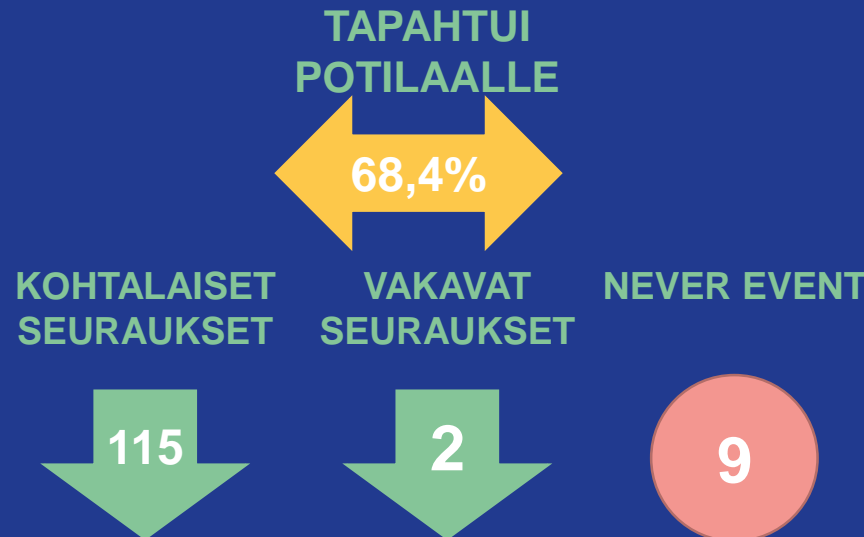 TAPAHTUI
POTILAALLE
68,4%
KOHTALAISET
SEURAUKSET
VAKAVAT
SEURAUKSET
NEVER EVENT
115
2
9